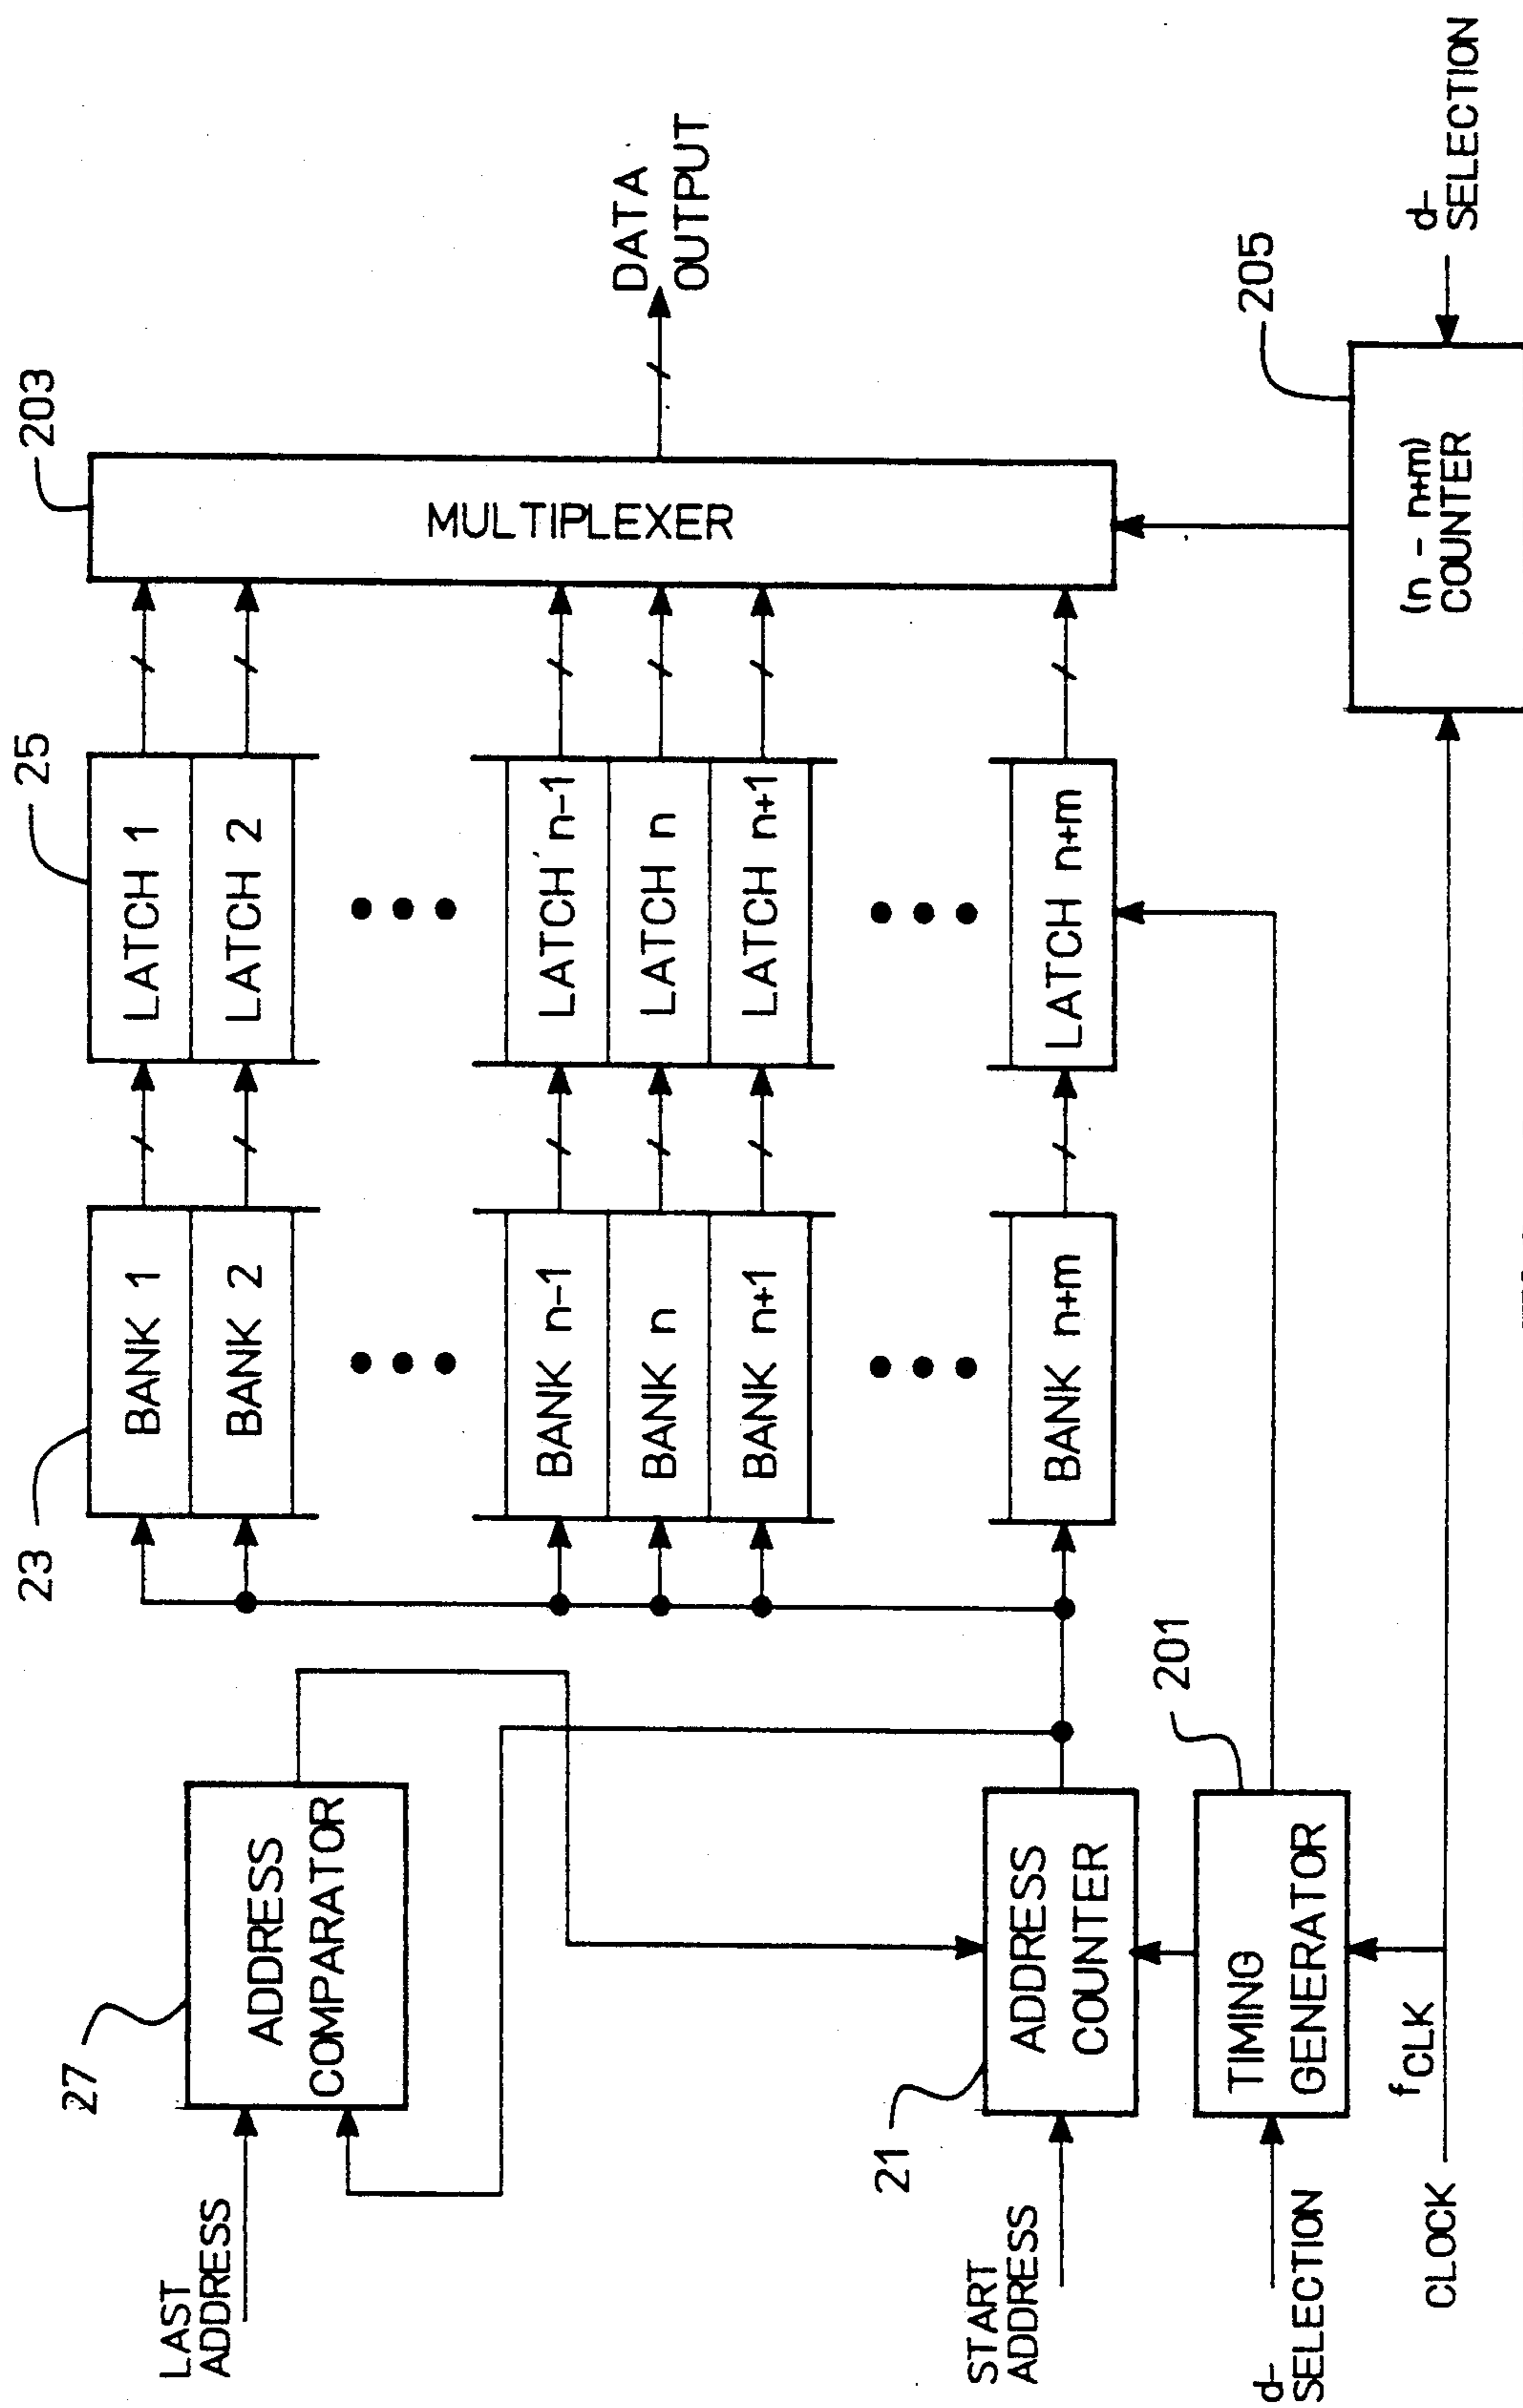 23
25
203
BANK 1
BANK 2
BANK n-1
BANK n
BANK n+1
BANK n+m
LATCH 1
LATCH 2
LATCH n-1
LATCH n
LATCH n+1
LATCH n+m
MULTIPLEXER
DATA
OUTPUT
27
LAST
ADDRESS
ADDRESS
COMPARATOR
21
START
ADDRESS
ADDRESS
COUNTER
201
d-
SELECTION
TIMING
GENERATOR
CLOCK
fCLK
205
(n - n+m)
COUNTER
d-
SELECTION